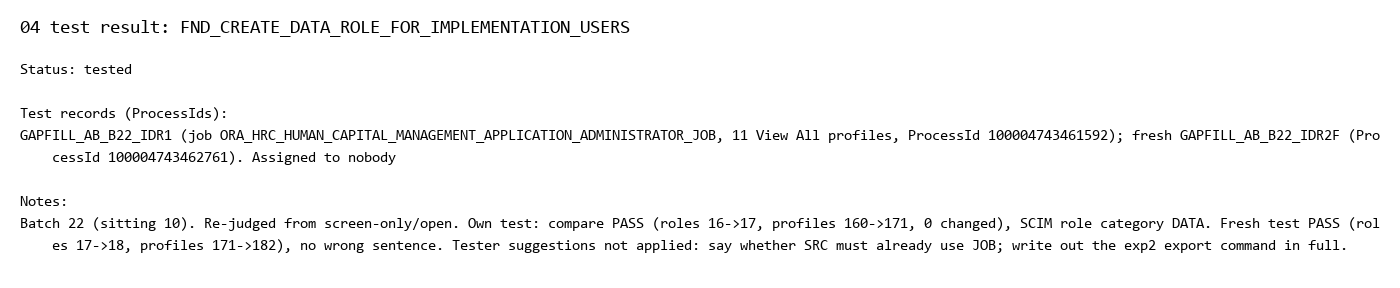 04 test result: FND_CREATE_DATA_ROLE_FOR_IMPLEMENTATION_USERS
Status: tested
Test records (ProcessIds):
GAPFILL_AB_B22_IDR1 (job ORA_HRC_HUMAN_CAPITAL_MANAGEMENT_APPLICATION_ADMINISTRATOR_JOB, 11 View All profiles, ProcessId 100004743461592); fresh GAPFILL_AB_B22_IDR2F (Pro
cessId 100004743462761). Assigned to nobody
Notes:
Batch 22 (sitting 10). Re-judged from screen-only/open. Own test: compare PASS (roles 16->17, profiles 160->171, 0 changed), SCIM role category DATA. Fresh test PASS (rol
es 17->18, profiles 171->182), no wrong sentence. Tester suggestions not applied: say whether SRC must already use JOB; write out the exp2 export command in full.